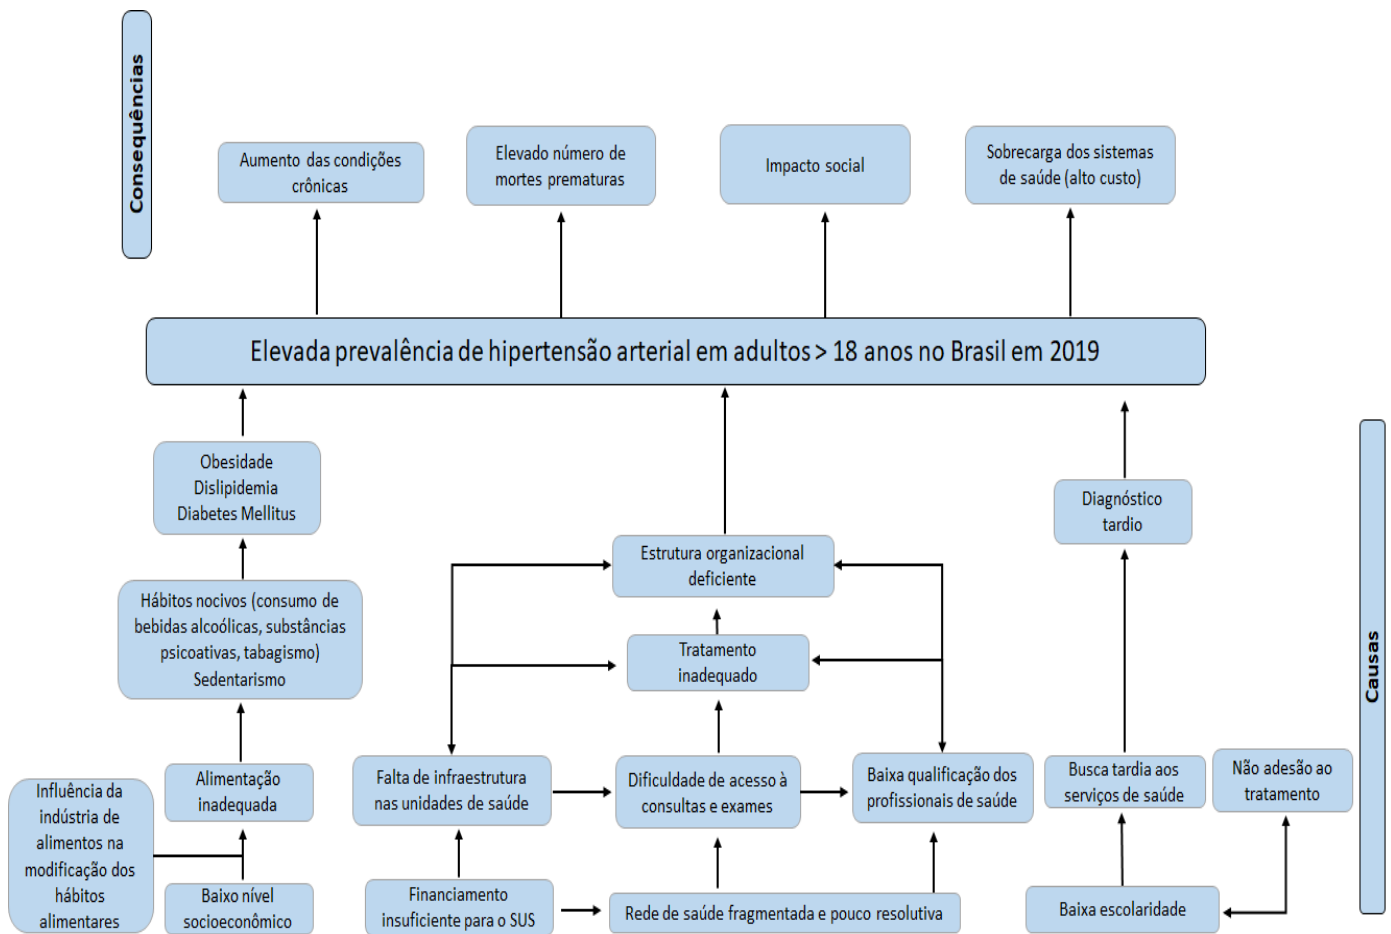 Consequências
Aumento das condições
crônicas
Elevado número de
mortes prematuras
Impacto social
Sobrecarga dos sistemas
de saúde (alto custo)
Elevada prevalência de hipertensão arterial em adultos > 18 anos no Brasil em 2019
Obesidade
Dislipidemia
Diabetes Mellitus
Hábitos nocivos (consumo de
bebidas alcoólicas, substâncias
psicoativas, tabagismo)
Sedentarismo
Alimentação
inadequada
Influência da
indústria de
alimentos na
modificação dos
hábitos
alimentares
Baixo nível
socioeconômico
Estrutura organizacional
deficiente
Tratamento
inadequado
Falta de infraestrutura
nas unidades de saúde
Dificuldade de acesso à
consultas e exames
Baixa qualificação dos
profissionais de saúde
Financiamento
insuficiente para o SUS
Rede de saúde fragmentada e pouco resolutiva
Diagnóstico
tardio
Busca tardia aos
serviços de saúde
Não adesão ao
tratamento
Baixa escolaridade
Causas